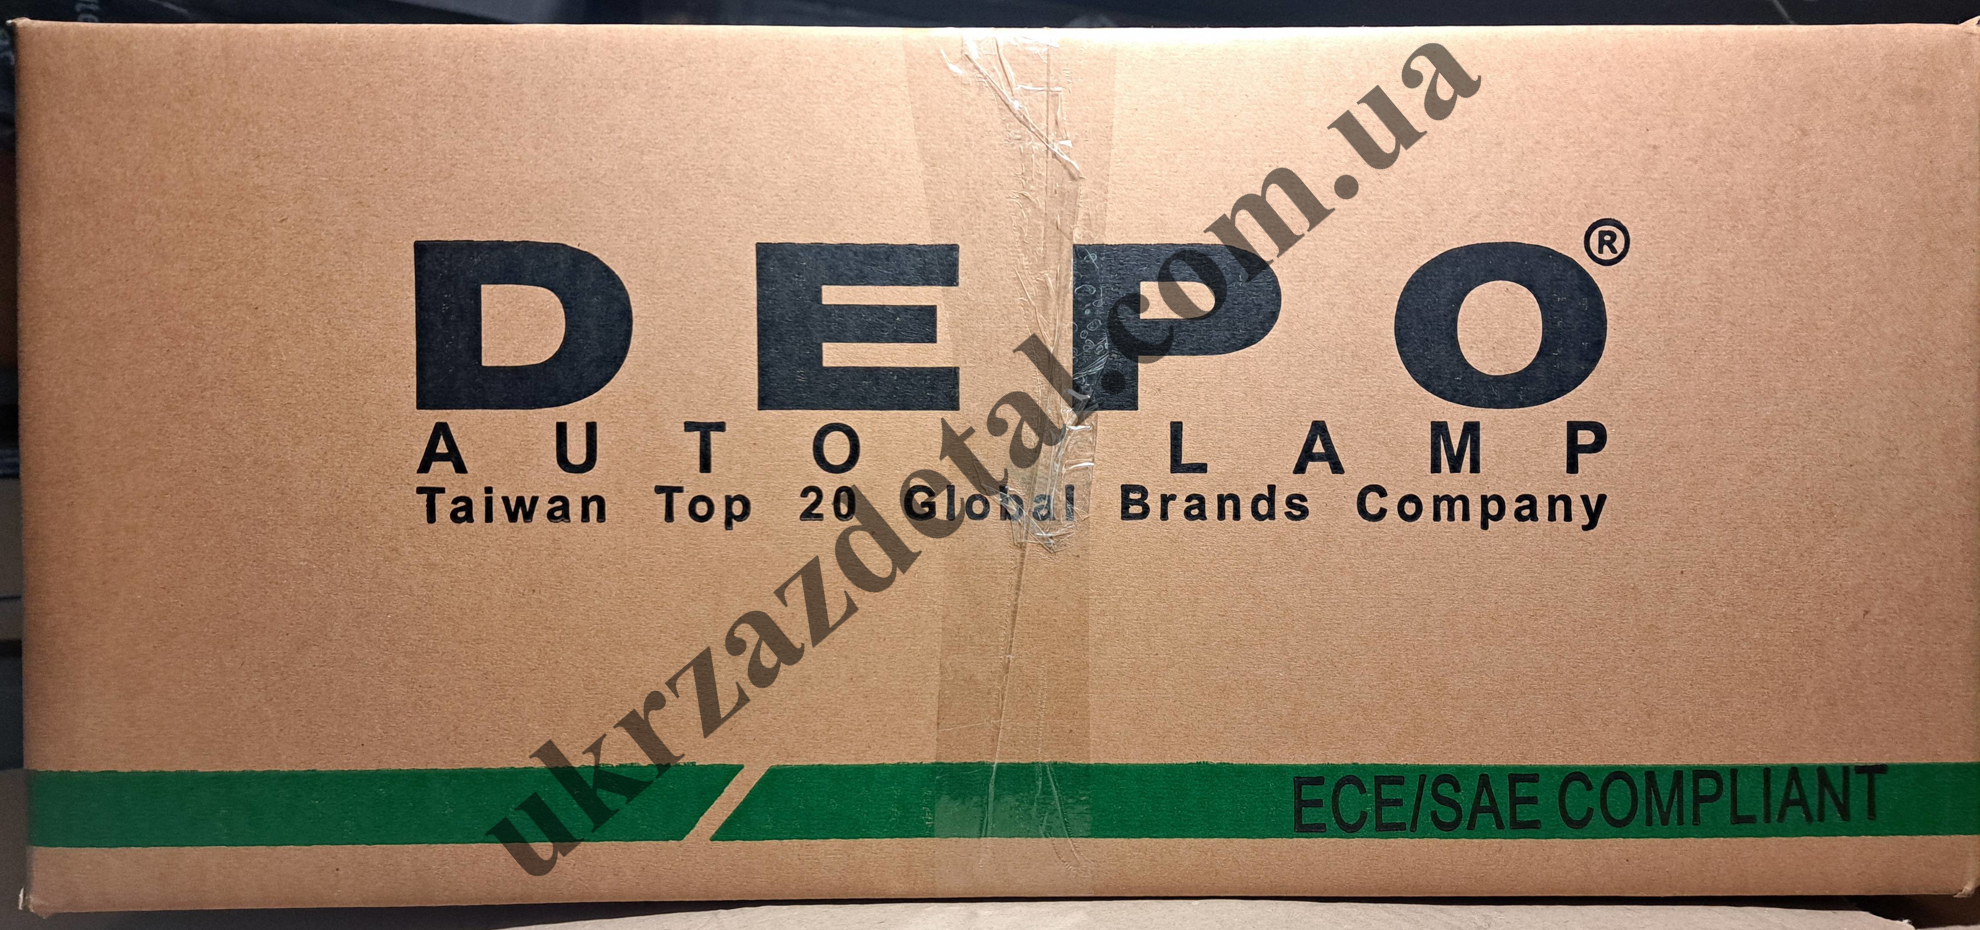 DEPO®
AUTO LAMP
Taiwan Top 20 Global Brands Company
ECE/SAE COMPLIANT
ukrzazdetal.com.ua